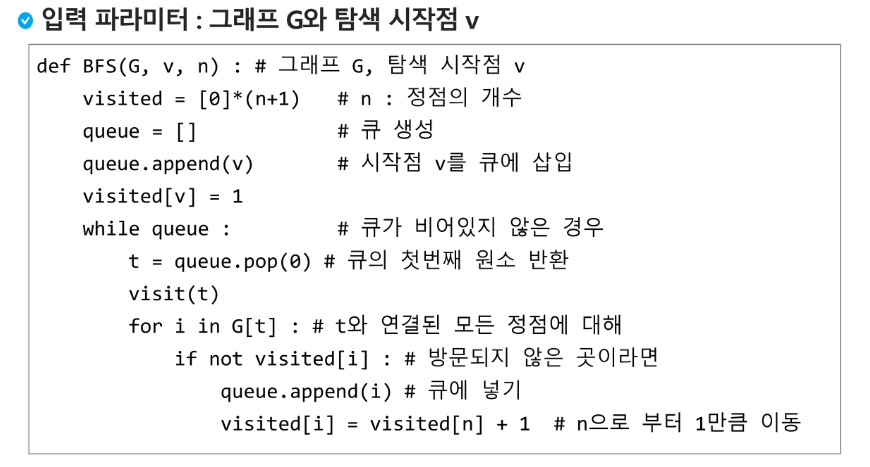 입력 파라미터 : 그래프 G와 탐색 시작점 v
def BFS(G, v, n) : # 그래프 G, 탐색 시작점 v
    visited = [0]*(n+1)   # n : 정점의 개수
    queue = []            # 큐 생성
    queue.append(v)       # 시작점 v를 큐에 삽입
    visited[v] = 1
    while queue :         # 큐가 비어있지 않은 경우
        t = queue.pop(0) # 큐의 첫번째 원소 반환
        visit(t)
        for i in G[t] : # t와 연결된 모든 정점에 대해
            if not visited[i] : # 방문되지 않은 곳이라면
                queue.append(i) # 큐에 넣기
                visited[i] = visited[n] + 1  # n으로 부터 1만큼 이동